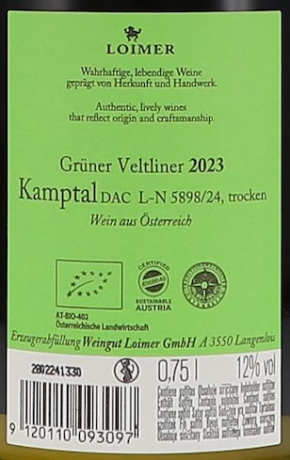 LOIMER
Wahrhaftige, lebendige Weine
geprägt von Herkunft und Handwerk.
Authentic, lively wines
that reflect origin and craftsmanship.
Grüner Veltliner 2023
Kamptal DAC L-N 5898/24, trocken
Wein aus Österreich
CERTIFIED
SUSTAINABLE
AUSTRIA
AT-BIO-402
Österreichische Landwirtschaft
Erzeugerabfüllung Weingut Loimer GmbH A 3550 Langenlois
2802241330
0,75 l 12% vol
9 120110 093097